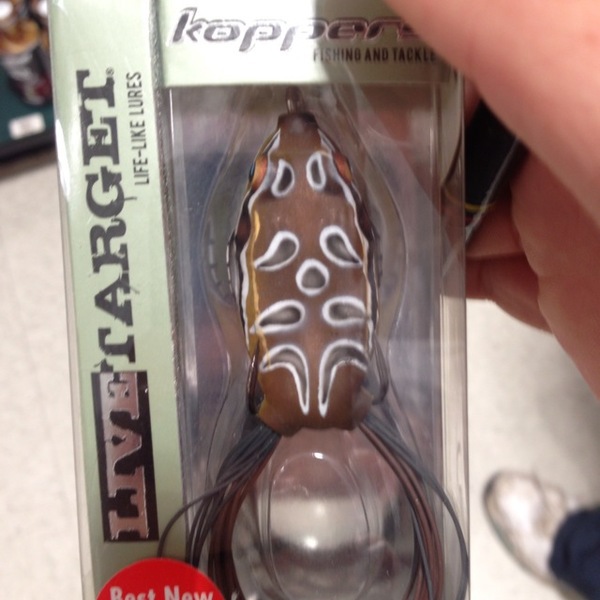 koppers
FISHING AND TACKLE
LIVETARGET®
LIFE-LIKE LURES
Best New